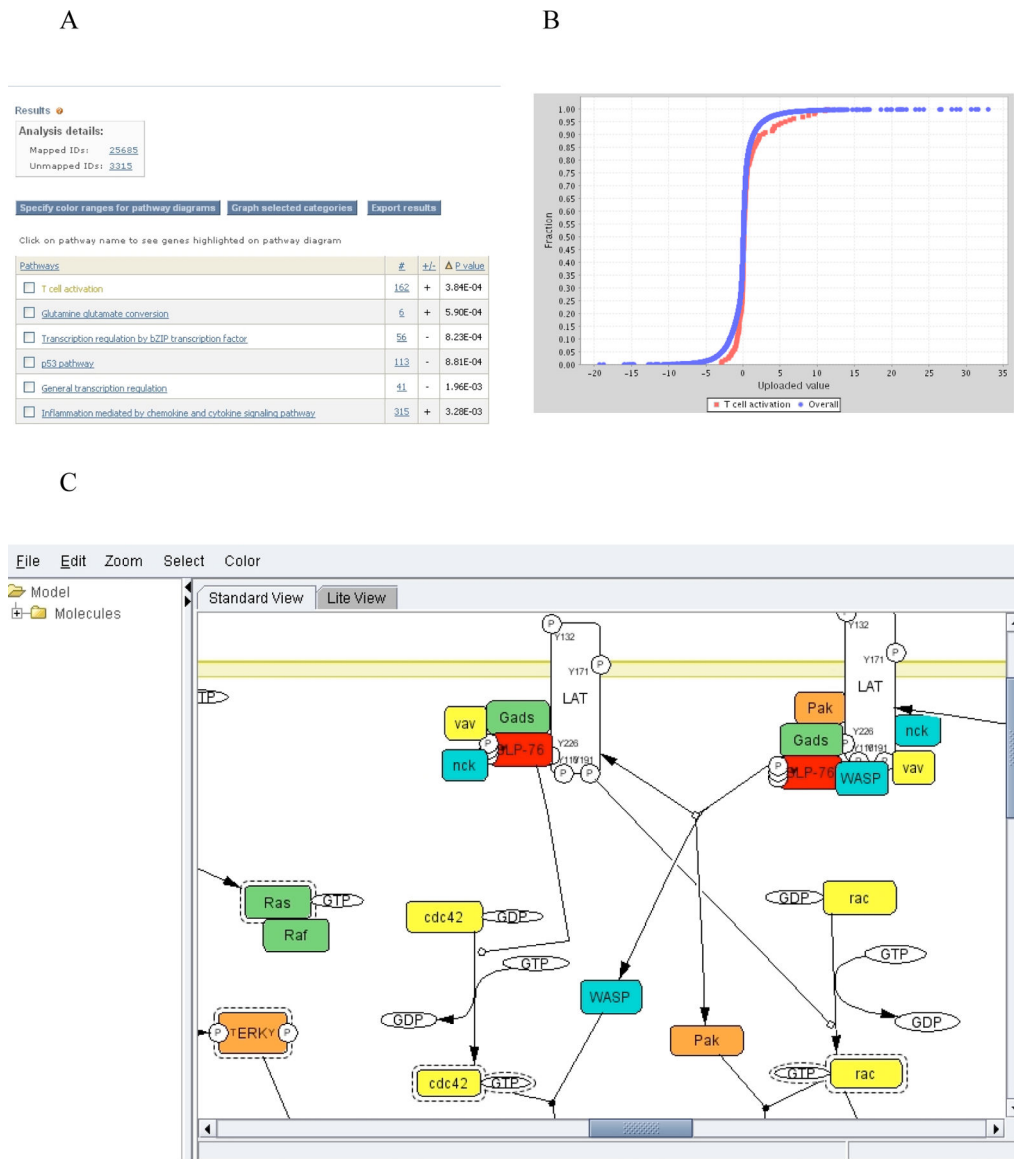 A
B
Results
Analysis details:
Mapped IDs: 25685
Unmapped IDs: 3315
Specify color ranges for pathway diagrams Graph selected categories Export results
Click on pathway name to see genes highlighted on pathway diagram
Pathways # +/- Δ P value
T cell activation 162 + 3.84E-04
Glutamine glutamate conversion 6 + 5.90E-04
Transcription regulation by bZIP transcription factor 56 - 8.23E-04
p53 pathway 113 - 8.81E-04
General transcription regulation 41 - 1.96E-03
Inflammation mediated by chemokine and cytokine signaling pathway 315 + 3.28E-03
1.00
0.95
0.90
0.85
0.80
0.75
0.70
0.65
0.60
0.55
0.50
0.45
0.40
0.35
0.30
0.25
0.20
0.15
0.10
0.05
0.00
Fraction
-20 -15 -10 -5 0 5 10 15 20 25 30 35
Uploaded value
T cell activation Overall
C
File Edit Zoom Select Color
Model
Molecules
Standard View Lite View
P
Y132
Y171 P
LAT
Gads
vav
P
LP-76
nck
Y226
P P
Y132
Y171 P
LAT
Pak
nck
Gads
Y226
P
LP-76
WASP
vav
P P
TP
Ras GTP
Raf
cdc42 GDP
GTP
GDP
cdc42 GTP
WASP
Pak
GDP rac
GTP
GDP
GTP rac
P TERKY P